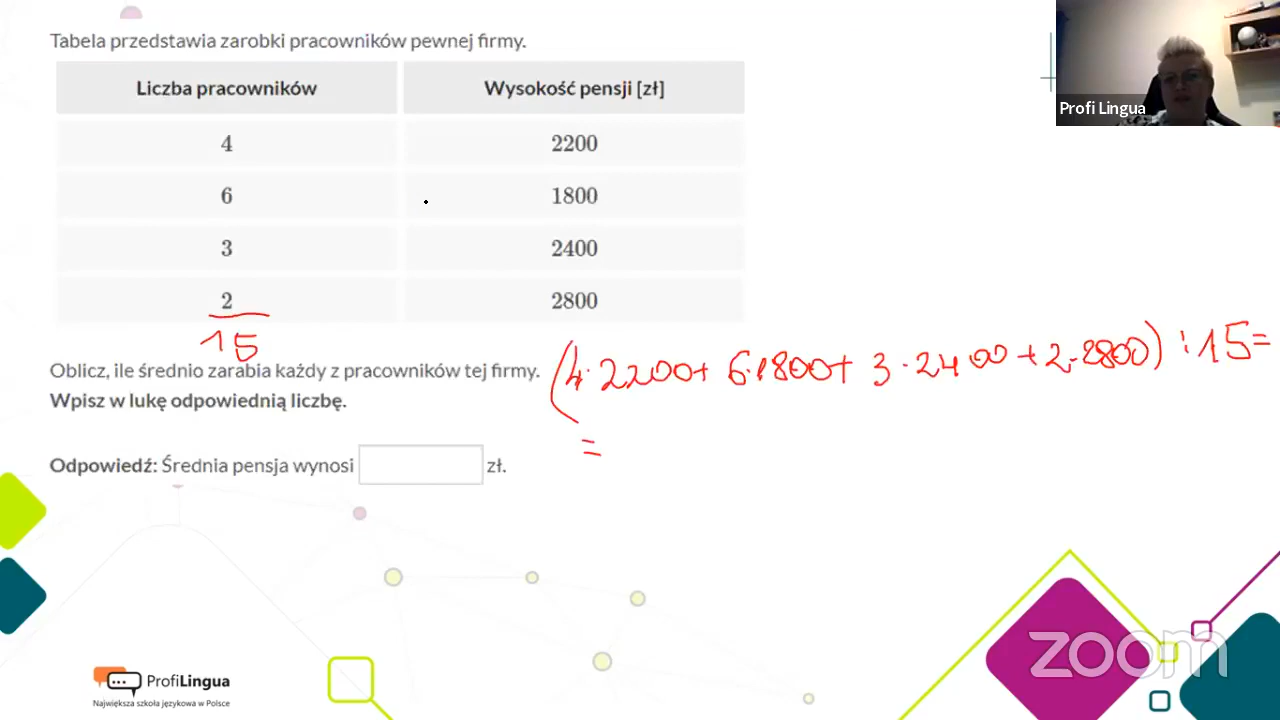 Tabela przedstawia zarobki pracowników pewnej firmy.
Liczba pracowników Wysokość pensji [zł]
4 2200
6 1800
3 2400
2 2800
15
Oblicz, ile średnio zarabia każdy z pracowników tej firmy.
(4·2200+ 6·1800+ 3·2400+2·2800):15=
Wpisz w lukę odpowiednią liczbę.
=
Odpowiedź: Średnia pensja wynosi zł.
Profi Lingua
zoom
ProfiLingua
Największa szkoła językowa w Polsce